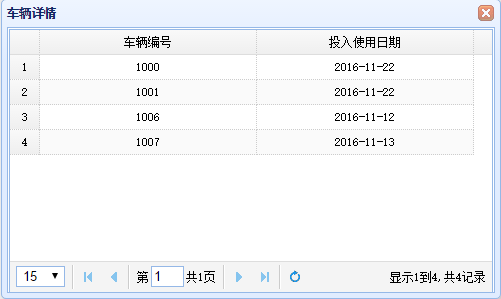 车辆详情
车辆编号 投入使用日期
1 1000 2016-11-22
2 1001 2016-11-22
3 1006 2016-11-12
4 1007 2016-11-13
15 第 1 共1页 显示1到4,共4记录